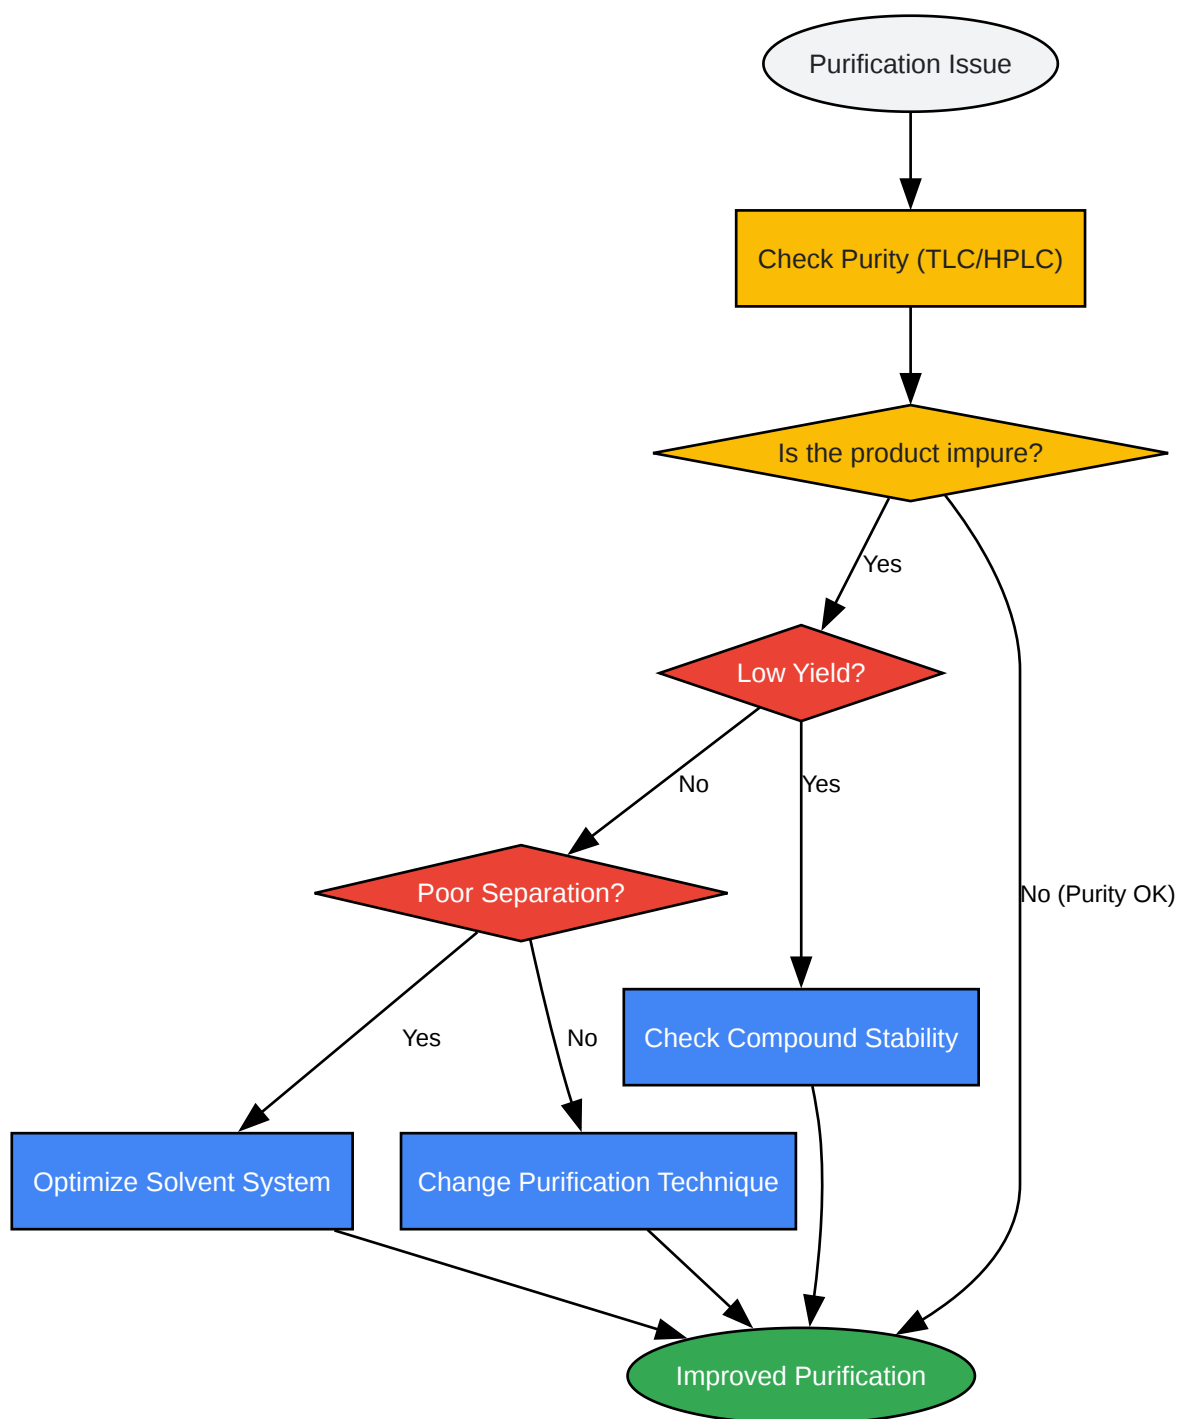 Purification Issue
Check Purity (TLC/HPLC)
Is the product impure?
Yes
Low Yield?
No
Yes
Poor Separation?
No (Purity OK)
Yes
No
Check Compound Stability
Optimize Solvent System
Change Purification Technique
Improved Purification